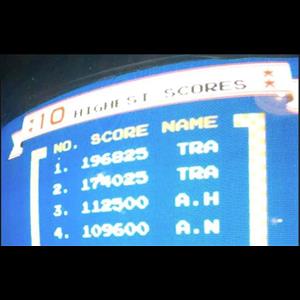 :10 HIGHEST SCORES
NO. SCORE NAME
1. 196825 TRA
2. 174025 TRA
3. 112500 A.H
4. 109600 A.N